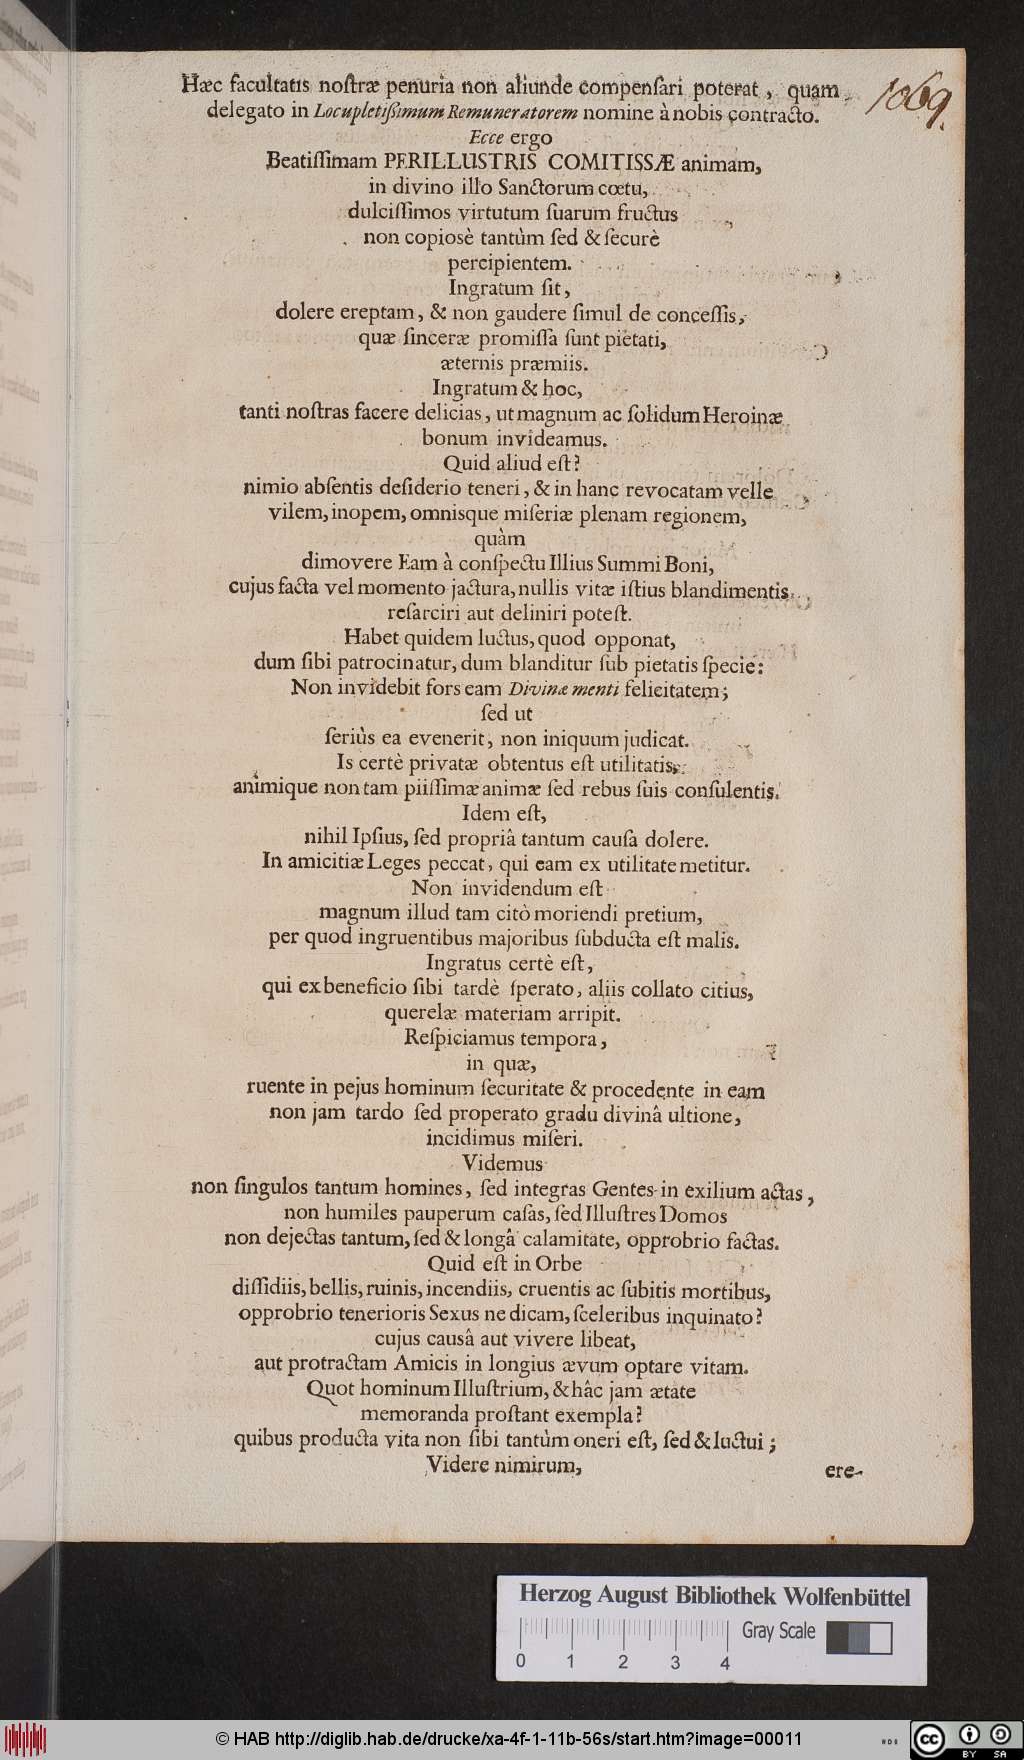 Hæc facultatis noſtræ penuria non aliunde compenſari poterat, quam
delegato in Locupletiſsimum Remuneratorem nomine à nobis contracto.
1069.
Ecce ergo
Beatiſſimam PERILLUSTRIS COMITISSÆ animam,
in divino illo Sanctorum cœtu,
dulciſſimos virtutum ſuarum fructus
non copiosè tantùm ſed & ſecurè
percipientem.
Ingratum ſit,
dolere ereptam, & non gaudere ſimul de conceſſis,
quæ ſinceræ promiſſa ſunt pietati,
æternis præmiis.
Ingratum & hoc,
tanti noſtras facere delicias, ut magnum ac ſolidum Heroinæ
bonum invideamus.
Quid aliud eſt?
nimio abſentis deſiderio teneri, & in hanc revocatam velle
vilem, inopem, omnisque miſeriæ plenam regionem,
quàm
dimovere Eam à conſpectu Illius Summi Boni,
cujus facta vel momento jactura, nullis vitæ iſtius blandimentis
reſarciri aut deliniri poteſt.
Habet quidem luctus, quod opponat,
dum ſibi patrocinatur, dum blanditur ſub pietatis ſpecie:
Non invidebit fors eam Divinæ menti felicitatem;
ſed ut
ſeriùs ea evenerit, non iniquum judicat.
Is certè privatæ obtentus eſt utilitatis,
animique non tam piiſſimæ animæ ſed rebus ſuis conſulentis.
Idem eſt,
nihil Ipſius, ſed propriâ tantum cauſa dolere.
In amicitiæ Leges peccat, qui eam ex utilitate metitur.
Non invidendum eſt
magnum illud tam citò moriendi pretium,
per quod ingruentibus majoribus ſubducta eſt malis.
Ingratus certè eſt,
qui ex beneficio ſibi tardè ſperato, aliis collato citius,
querelæ materiam arripit.
Reſpiciamus tempora,
in quæ,
ruente in pejus hominum ſecuritate & procedente in eam
non jam tardo ſed properato gradu divinâ ultione,
incidimus miſeri.
Videmus
non ſingulos tantum homines, ſed integras Gentes in exilium actas,
non humiles pauperum caſas, ſed Illuſtres Domos
non dejectas tantum, ſed & longâ calamitate, opprobrio factas.
Quid eſt in Orbe
diſſidiis, bellis, ruinis, incendiis, cruentis ac ſubitis mortibus,
opprobrio tenerioris Sexus ne dicam, ſceleribus inquinato?
cujus causâ aut vivere libeat,
aut protractam Amicis in longius ævum optare vitam.
Quot hominum Illuſtrium, & hâc jam ætate
memoranda proſtant exempla?
quibus producta vita non ſibi tantùm oneri eſt, ſed & luctui;
Videre nimirum,
ere-
Herzog August Bibliothek Wolfenbüttel
Gray Scale
0 1 2 3 4
© HAB http://diglib.hab.de/drucke/xa-4f-1-11b-56s/start.htm?image=00011
cc BY SA